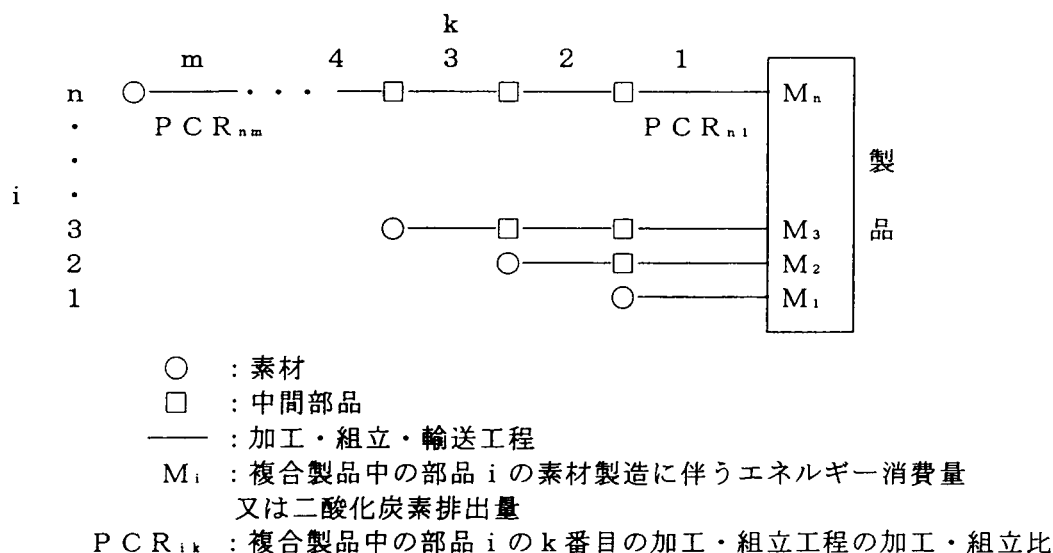 k
m 4 3 2 1
n ○ ・・・ □ □ □ Mₙ
・ PCRₙₘ PCRₙ₁
・ 製
i ・
3 ○ □ □ M₃ 品
2 ○ □ M₂
1 ○ M₁
○ :素材
□ :中間部品
―― :加工・組立・輸送工程
Mᵢ :複合製品中の部品iの素材製造に伴うエネルギー消費量
又は二酸化炭素排出量
PCRᵢₖ :複合製品中の部品iのk番目の加工・組立工程の加工・組立比